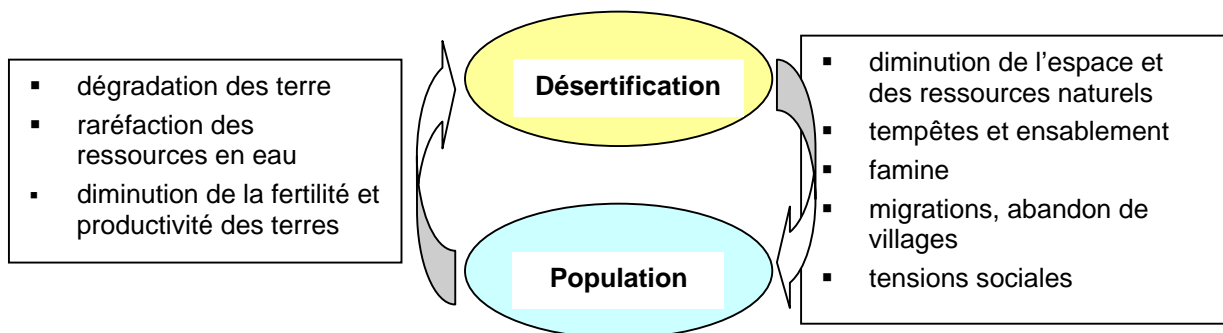 ▪ dégradation des terre
▪ raréfaction des
ressources en eau
▪ diminution de la fertilité et
productivité des terres
Désertification
Population
▪ diminution de l’espace et
des ressources naturels
▪ tempêtes et ensablement
▪ famine
▪ migrations, abandon de
villages
▪ tensions sociales